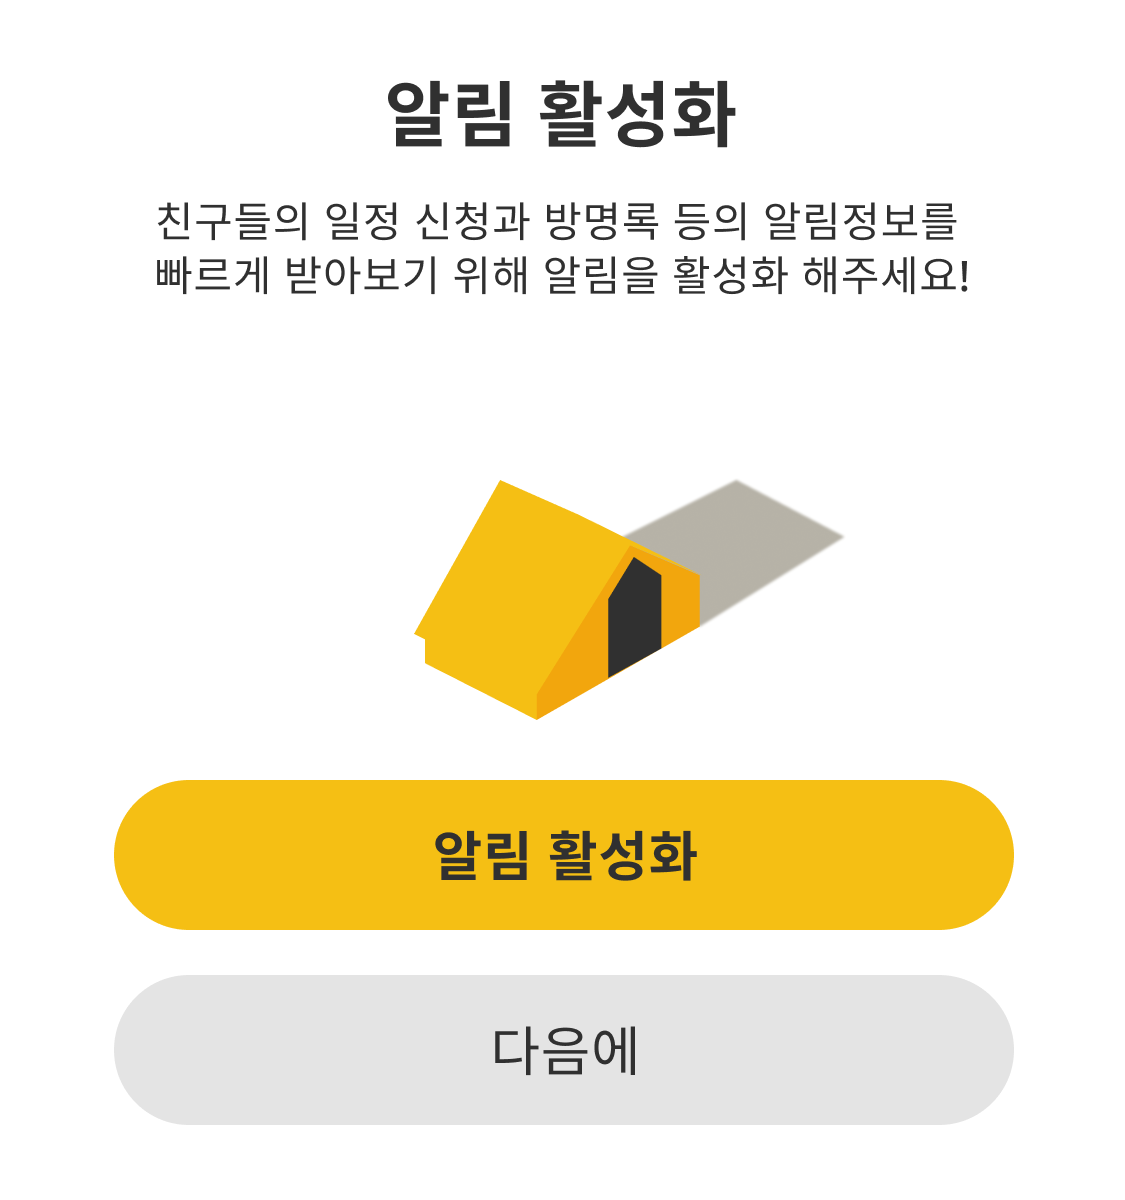 알림 활성화
친구들의 일정 신청과 방명록 등의 알림정보를
빠르게 받아보기 위해 알림을 활성화 해주세요!
알림 활성화
다음에